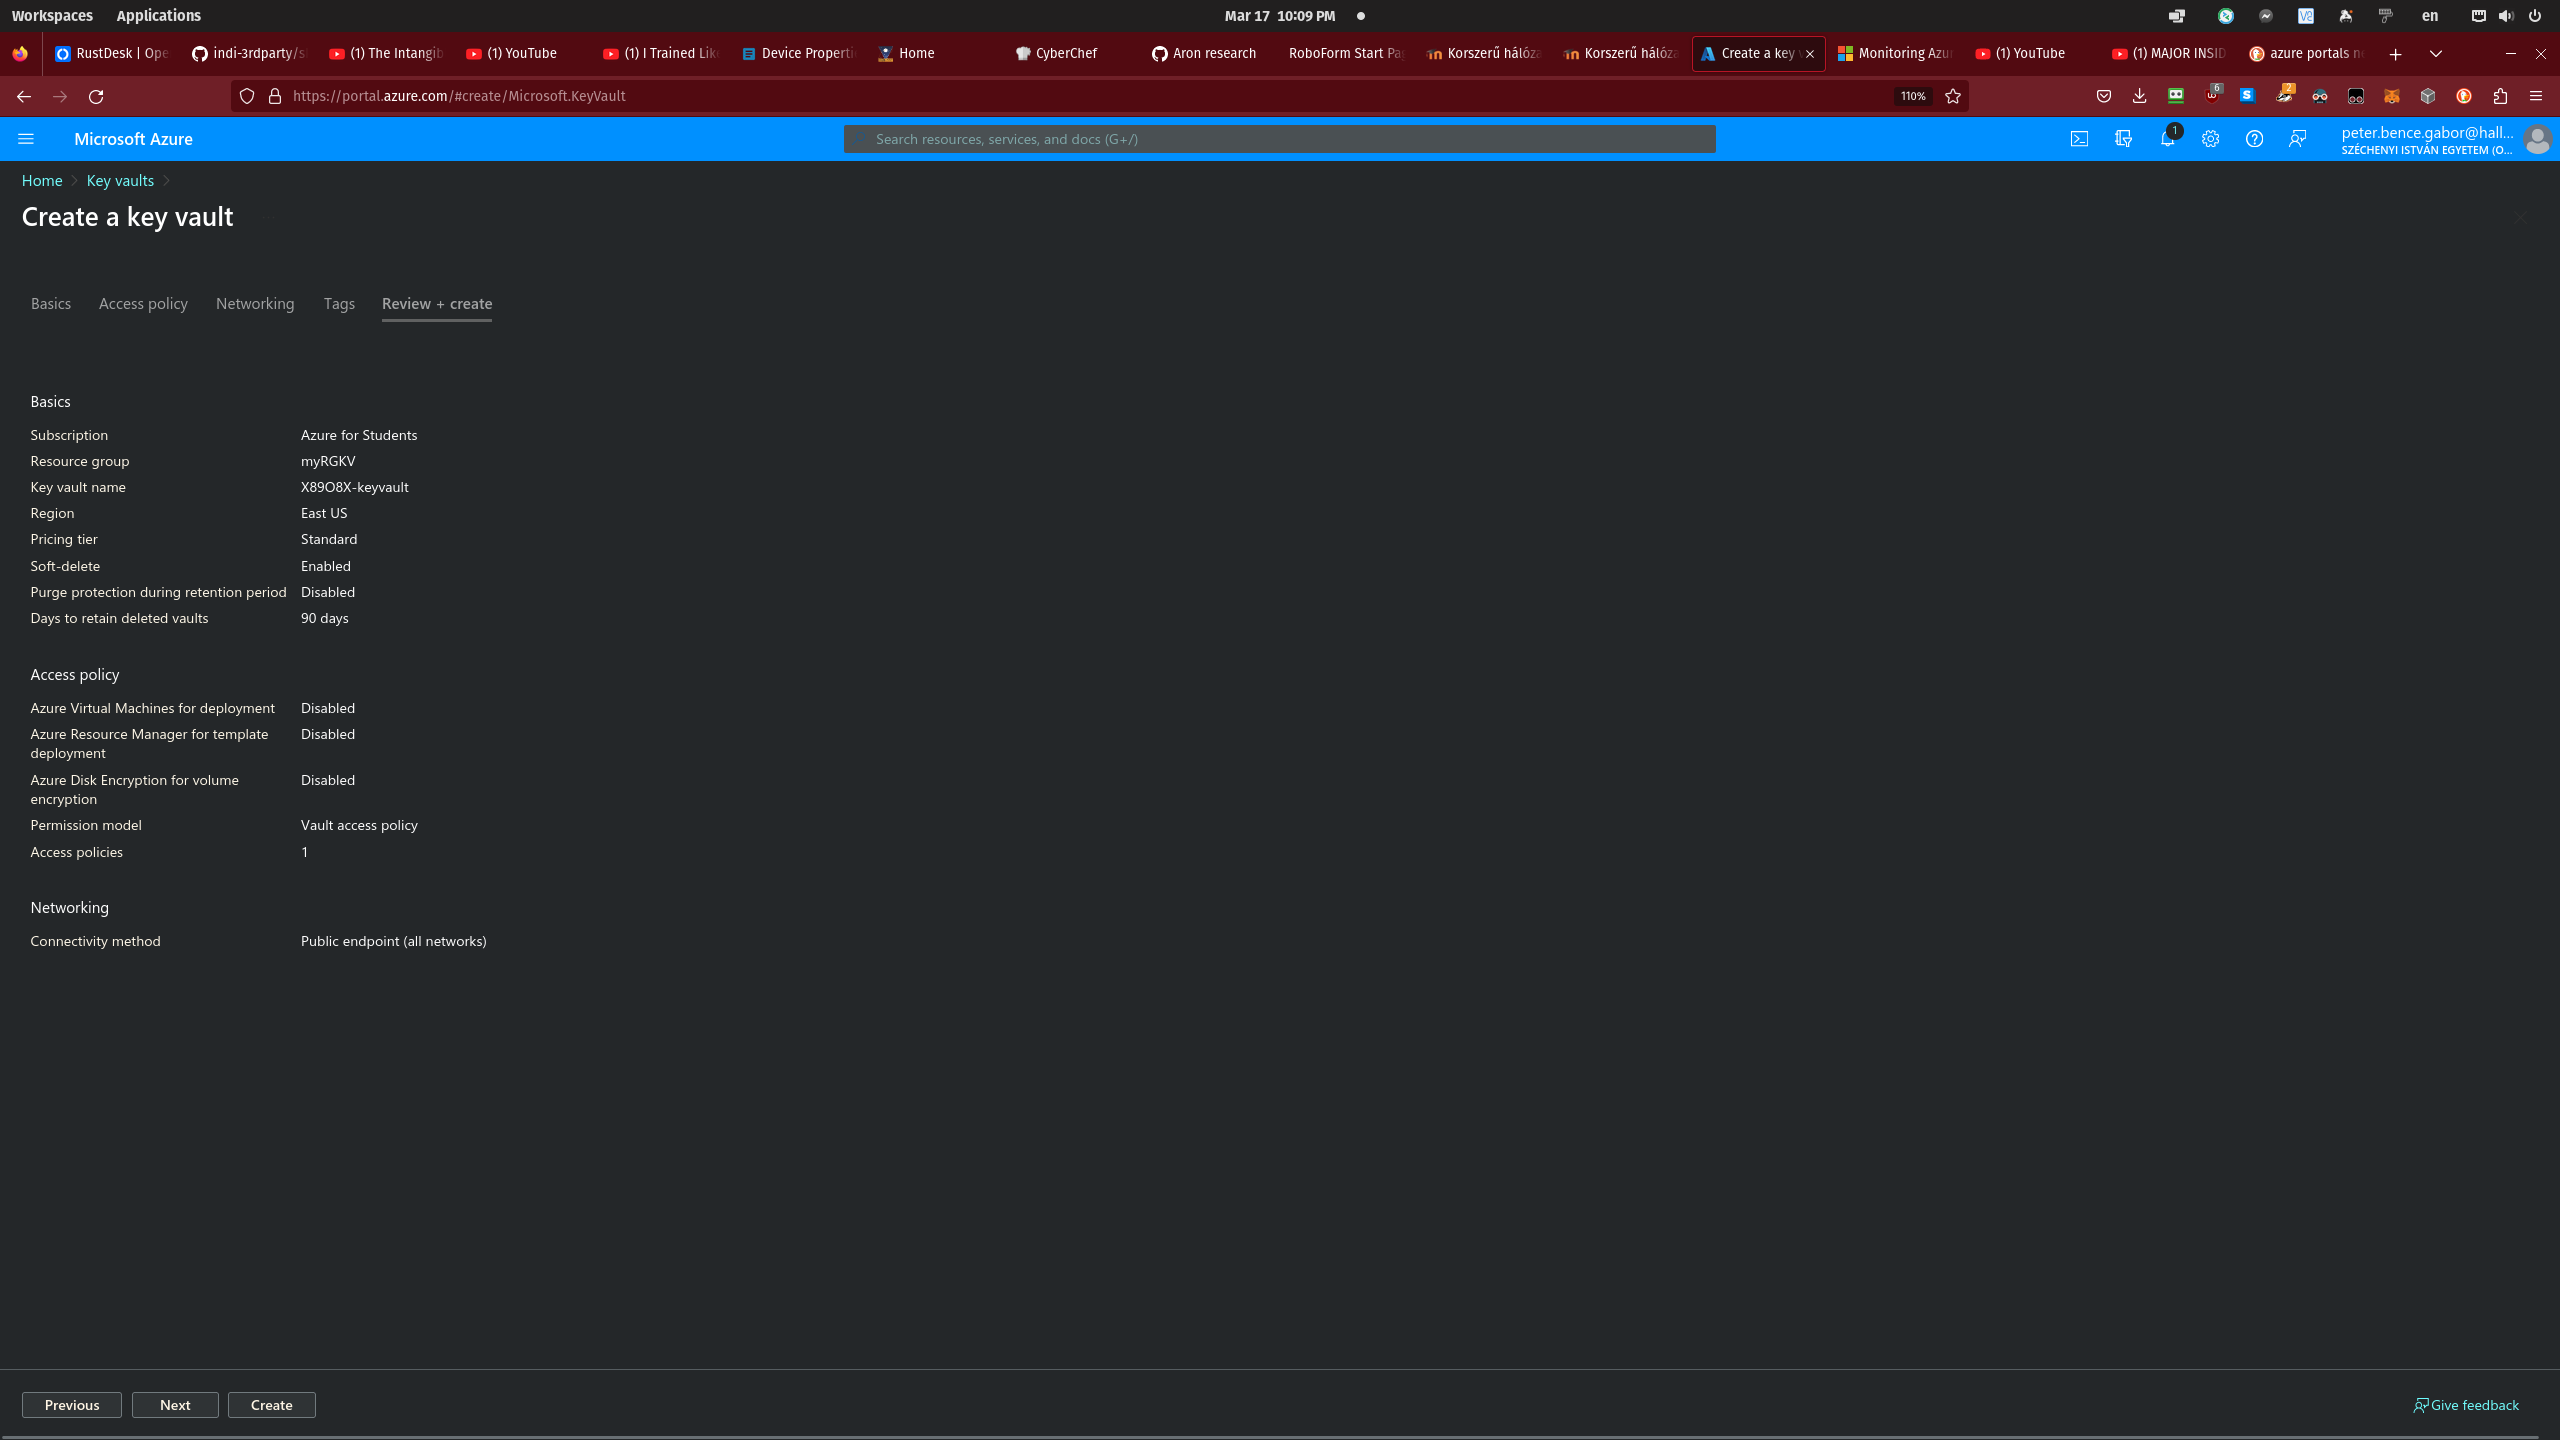 Workspaces Applications Mar 17 10:09 PM en
RustDesk | Ope indi-3rdparty/s (1) The Intangib (1) YouTube (1) I Trained Like Device Propertie Home CyberChef Aron research RoboForm Start Pag Korszerű hálóza Korszerű hálóza Create a key v Monitoring Azur (1) YouTube (1) MAJOR INSID azure portals ne
https://portal.azure.com/#create/Microsoft.KeyVault 110% 6 2
Microsoft Azure Search resources, services, and docs (G+/) 1 peter.bence.gabor@hall...
SZÉCHENYI ISTVÁN EGYETEM (O...
Home Key vaults
Create a key vault
Basics Access policy Networking Tags Review + create
Basics
Subscription Azure for Students
Resource group myRGKV
Key vault name X89O8X-keyvault
Region East US
Pricing tier Standard
Soft-delete Enabled
Purge protection during retention period Disabled
Days to retain deleted vaults 90 days
Access policy
Azure Virtual Machines for deployment Disabled
Azure Resource Manager for template Disabled
deployment
Azure Disk Encryption for volume Disabled
encryption
Permission model Vault access policy
Access policies 1
Networking
Connectivity method Public endpoint (all networks)
Previous Next Create Give feedback